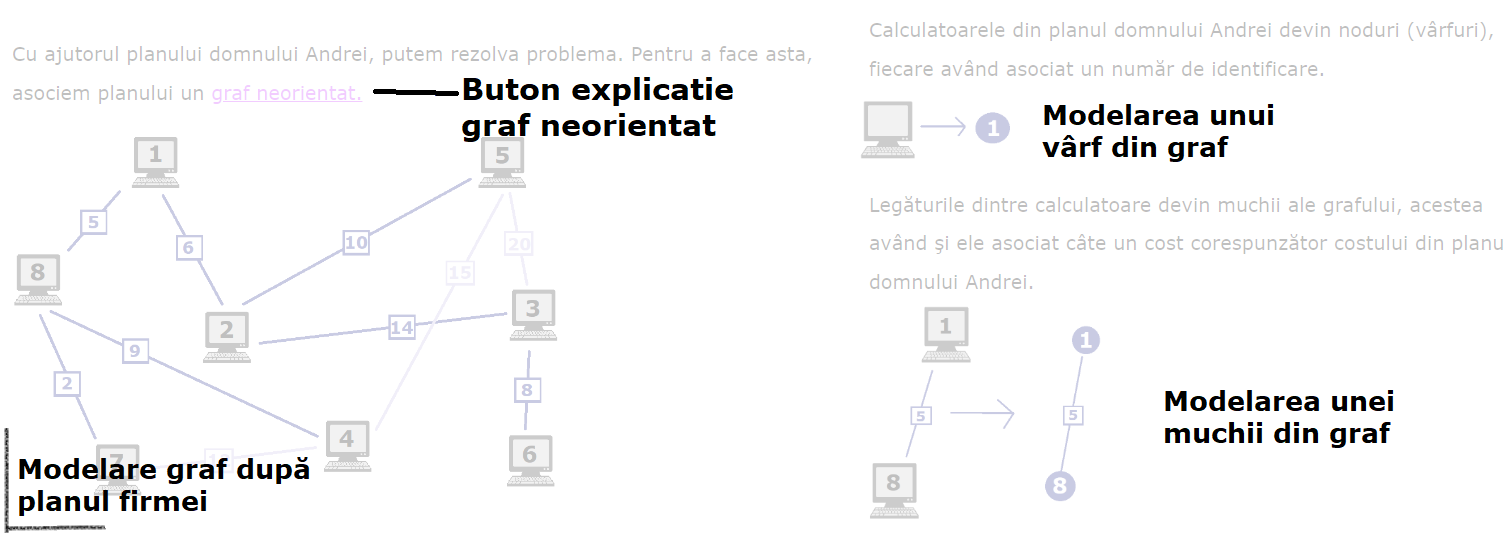 Cu ajutorul planului domnului Andrei, putem rezolva problema. Pentru a face asta,
asociem planului un graf neorientat.
Buton explicatie
graf neorientat
1
5
5
6
10
20
15
8
3
2
14
9
2
8
4
7
6
Modelare graf după
planul firmei
Calculatoarele din planul domnului Andrei devin noduri (vârfuri),
fiecare având asociat un număr de identificare.
1
Modelarea unui
vârf din graf
Legăturile dintre calculatoare devin muchii ale grafului, acestea
având şi ele asociat câte un cost corespunzător costului din planu
domnului Andrei.
1
1
5
5
Modelarea unei
muchii din graf
8
8